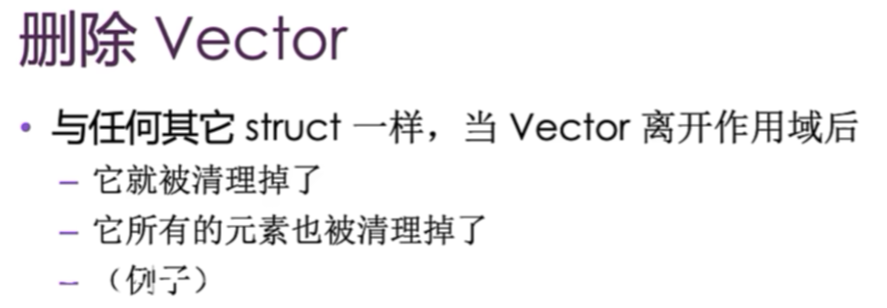 删除 Vector
• 与任何其它 struct 一样，当 Vector 离开作用域后
– 它就被清理掉了
– 它所有的元素也被清理掉了
– （例子）